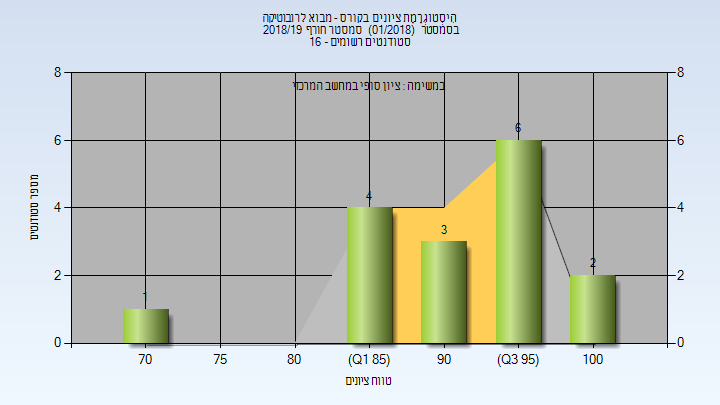 היסטוגרמת ציונים בקורס - מבוא לרובוטיקה
בסמסטר (01/2018) סמסטר חורף 2018/19
סטודנטים רשומים - 16
במשימה : ציון סופי במחשב המרכזי
8 8
6 6
4 4
2 2
0 0
1
4
3
6
2
מספר סטודנטים
70 75 80 (Q1 85) 90 (Q3 95) 100
טווח ציונים